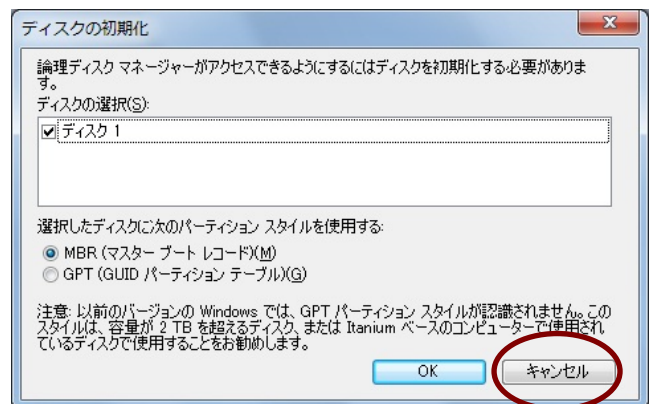 ディスクの初期化
論理ディスク マネージャーがアクセスできるようにするにはディスクを初期化する必要がありま
す。
ディスクの選択(S):
ディスク 1
選択したディスクに次のパーティション スタイルを使用する:
MBR (マスター ブート レコード)(M)
GPT (GUID パーティション テーブル)(G)
注意: 以前のバージョンの Windows では、GPT パーティション スタイルが認識されません。この
スタイルは、容量が 2 TB を超えるディスク、または Itanium ベースのコンピューターで使用され
ているディスクで使用することをお勧めします。
OK キャンセル